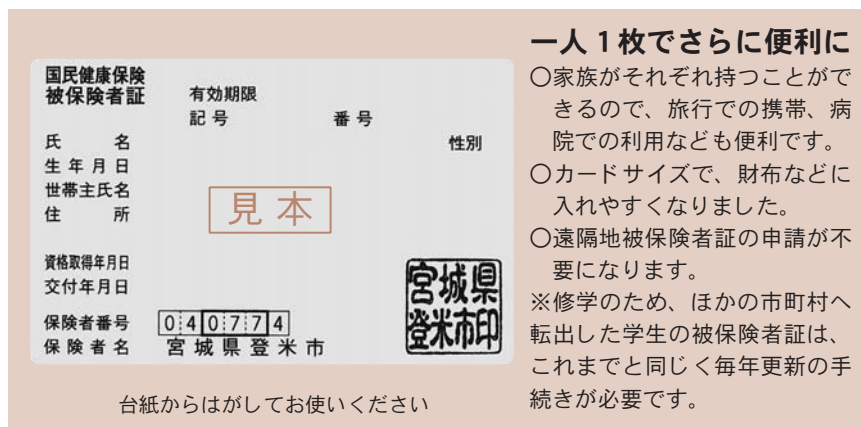 国民健康保険
被保険者証
有効期限
記号 番号
氏名 性別
生年月日
世帯主氏名
住所
見本
資格取得年月日
交付年月日
保険者番号 040774
保険者名 宮城県登米市
宮城県
登米市印
台紙からはがしてお使いください
一人1枚でさらに便利に
〇家族がそれぞれ持つことがで
きるので、旅行での携帯、病
院での利用なども便利です。
〇カードサイズで、財布などに
入れやすくなりました。
〇遠隔地被保険者証の申請が不
要になります。
※修学のため、ほかの市町村へ
転出した学生の被保険者証は、
これまでと同じく毎年更新の手
続きが必要です。